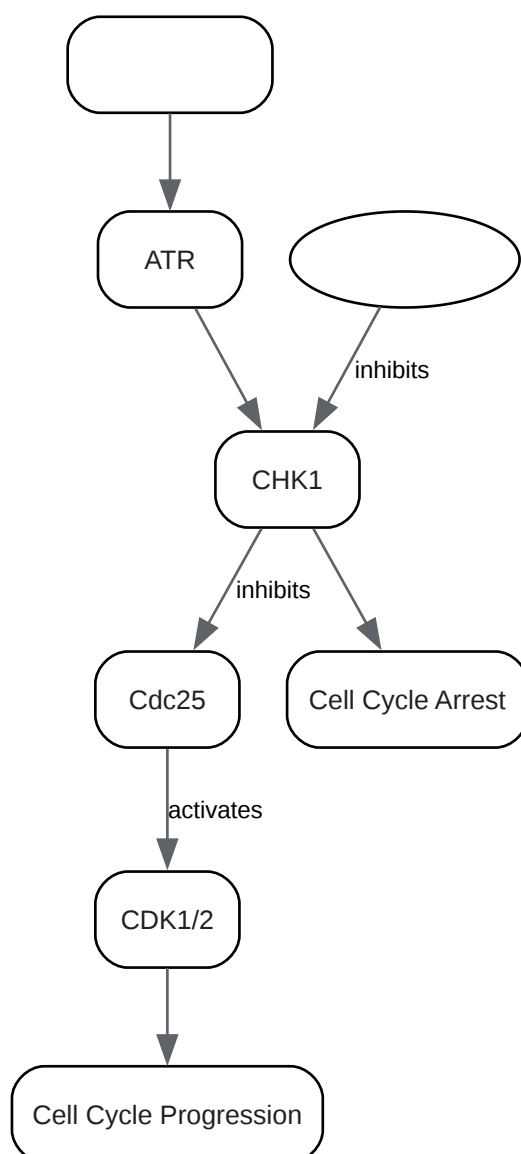 ATR
inhibits
CHK1
inhibits
Cdc25
Cell Cycle Arrest
activates
CDK1/2
Cell Cycle Progression